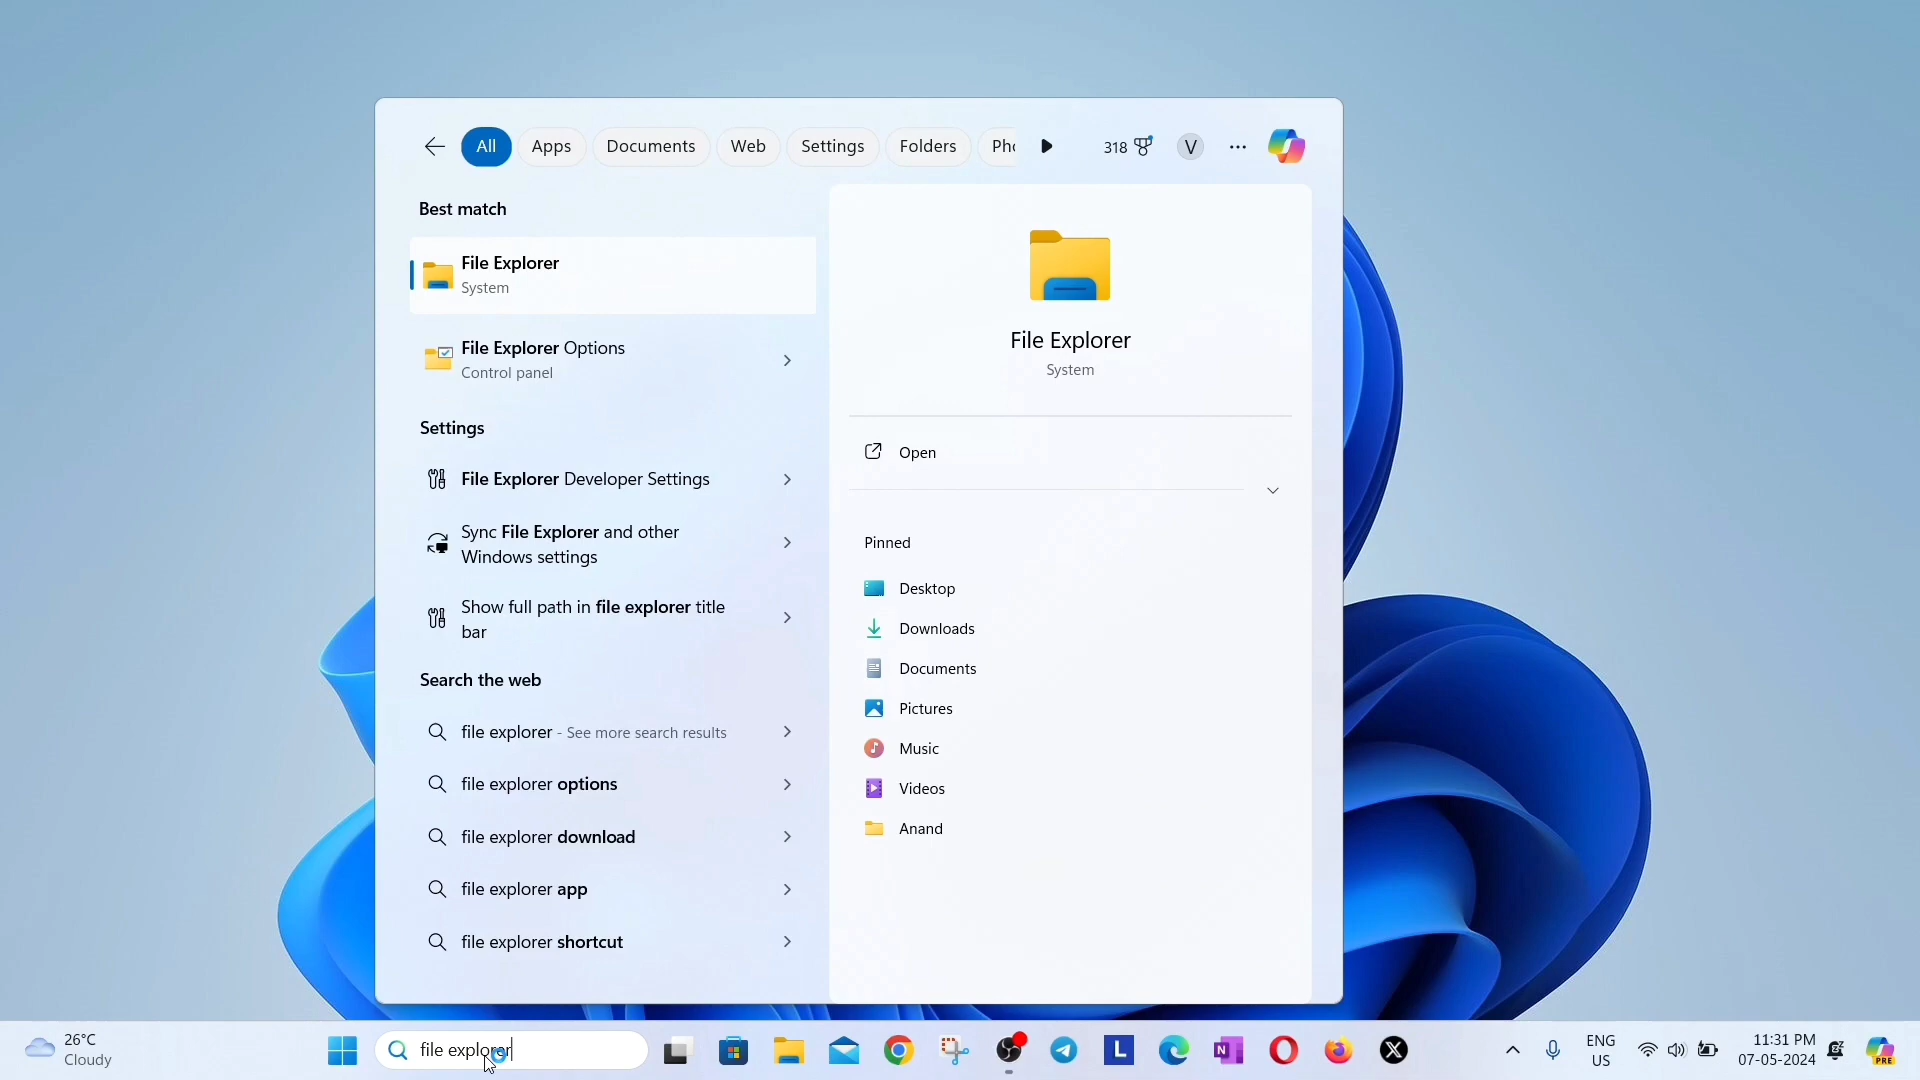 All
Apps
Documents
Web
Settings
Folders
Pho
318
V
Best match
File Explorer
System
File Explorer Options
Control panel
Settings
File Explorer Developer Settings
Sync File Explorer and other
Windows settings
Show full path in file explorer title
bar
Search the web
file explorer - See more search results
file explorer options
file explorer download
file explorer app
file explorer shortcut
File Explorer
System
Open
Pinned
Desktop
Downloads
Documents
Pictures
Music
Videos
Anand
26°C
Cloudy
file explorer
L
N
X
ENG
US
11:31 PM
07-05-2024
PRE